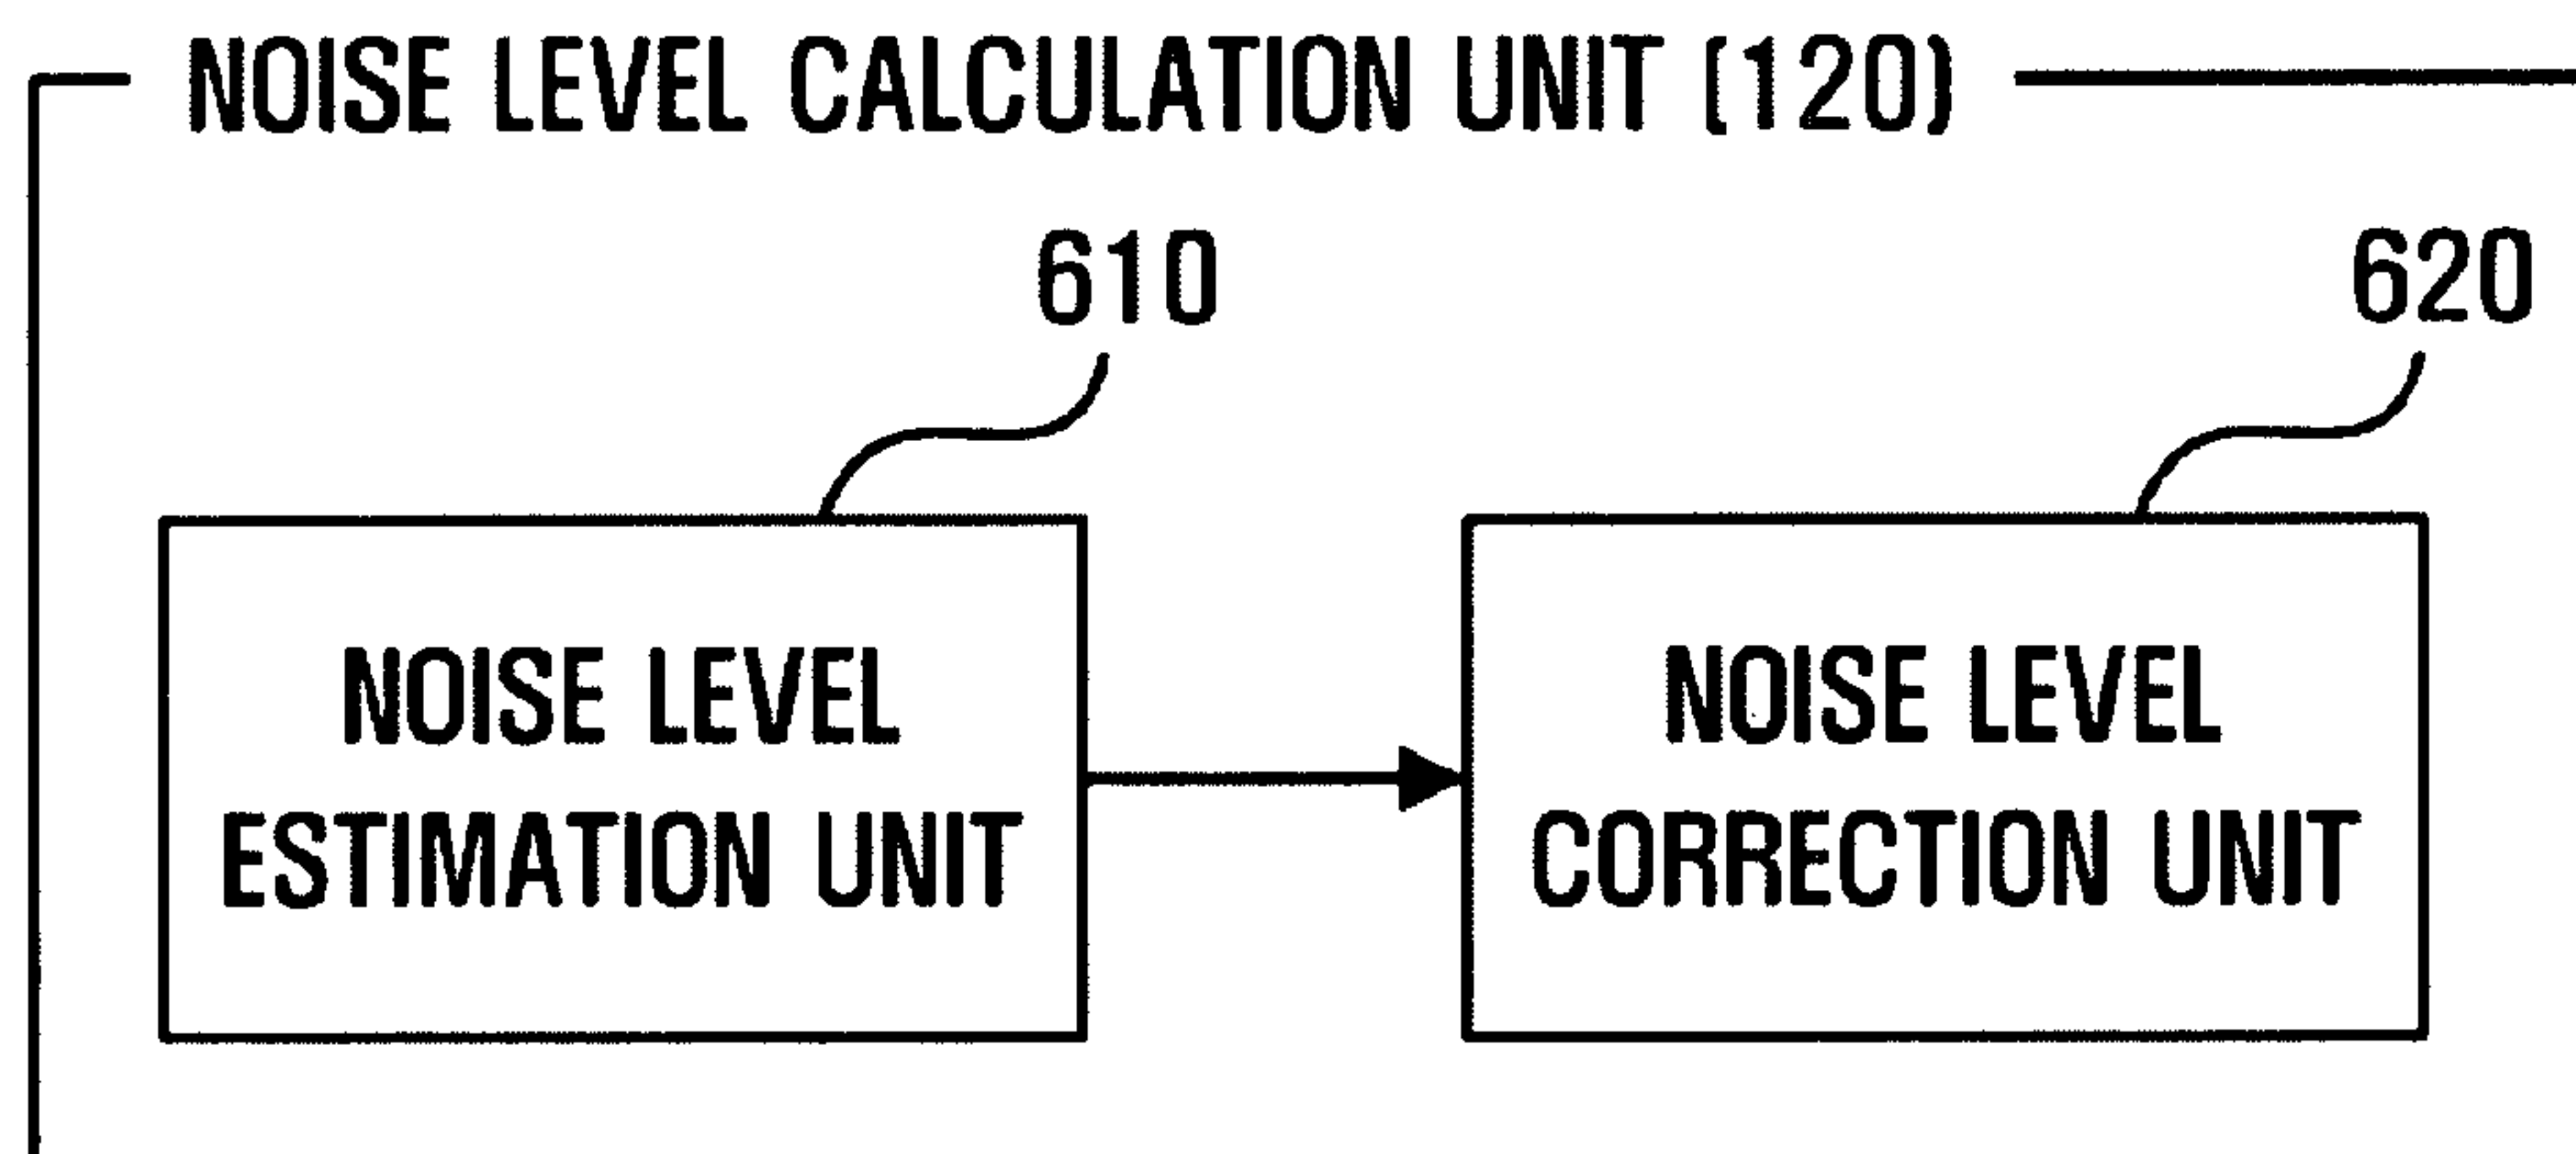 NOISE LEVEL CALCULATION UNIT (120)
610
620
NOISE LEVEL
ESTIMATION UNIT
NOISE LEVEL
CORRECTION UNIT